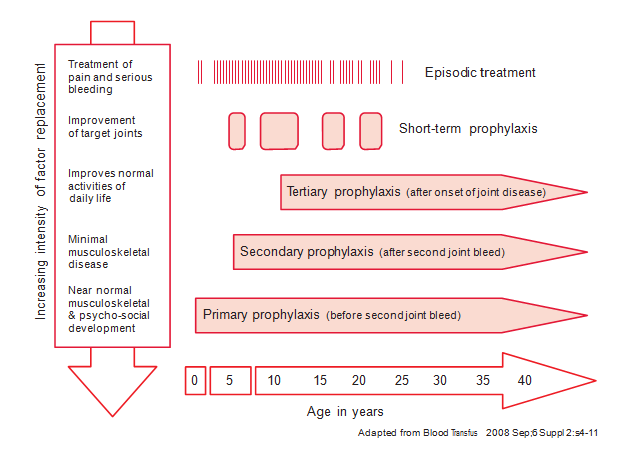 Increasing intensity of factor replacement
Treatment of
pain and serious
bleeding
Episodic treatment
Improvement
of target joints
Short-term prophylaxis
Improves normal
activities of
daily life
Tertiary prophylaxis (after onset of joint disease)
Minimal
musculoskeletal
disease
Secondary prophylaxis (after second joint bleed)
Near normal
musculoskeletal
& psycho-social
development
Primary prophylaxis (before second joint bleed)
0 5 10 15 20 25 30 35 40
Age in years
Adapted from Blood Transfus 2008 Sep;6 Suppl 2:s4-11